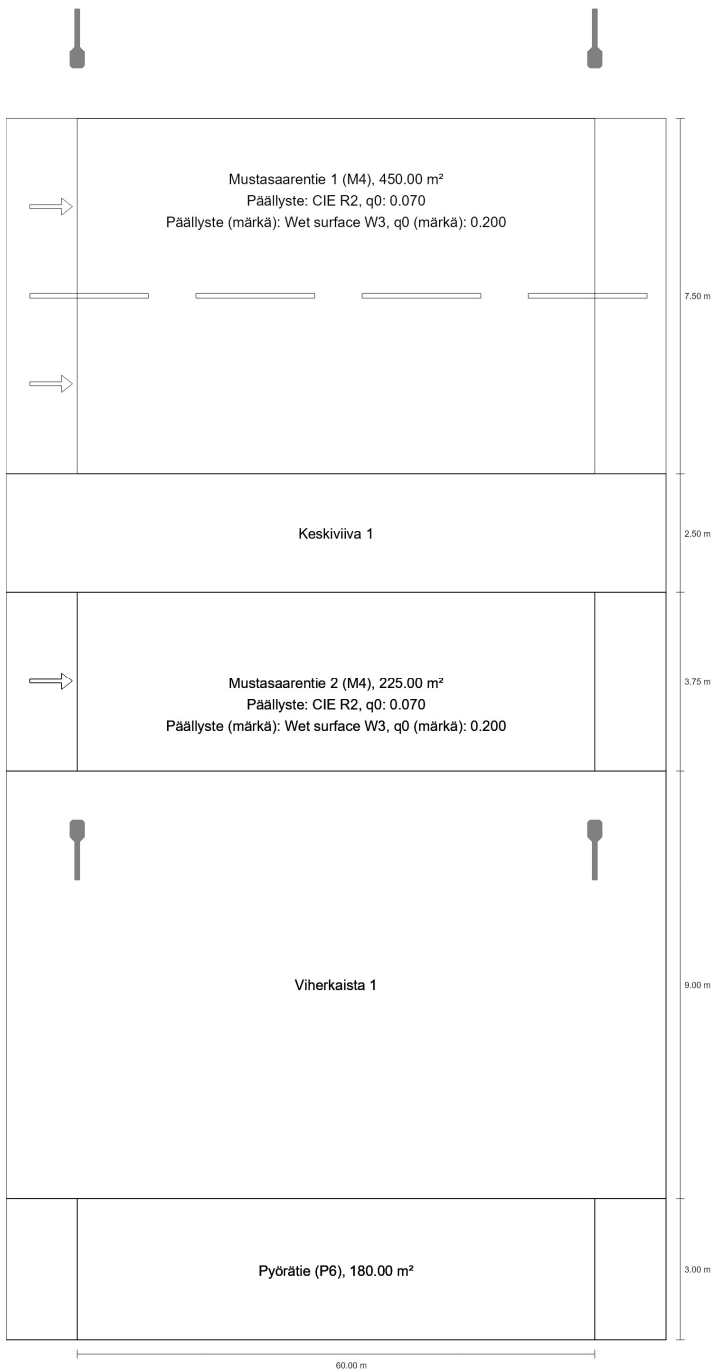 Mustasaarentie 1 (M4), 450.00 m²
Päällyste: CIE R2, q0: 0.070
Päällyste (märkä): Wet surface W3, q0 (märkä): 0.200
7.50 m
Keskiviiva 1
2.50 m
Mustasaarentie 2 (M4), 225.00 m²
3.75 m
Päällyste: CIE R2, q0: 0.070
Päällyste (märkä): Wet surface W3, q0 (märkä): 0.200
Viherkaista 1
9.00 m
Pyörätie (P6), 180.00 m²
3.00 m
60.00 m